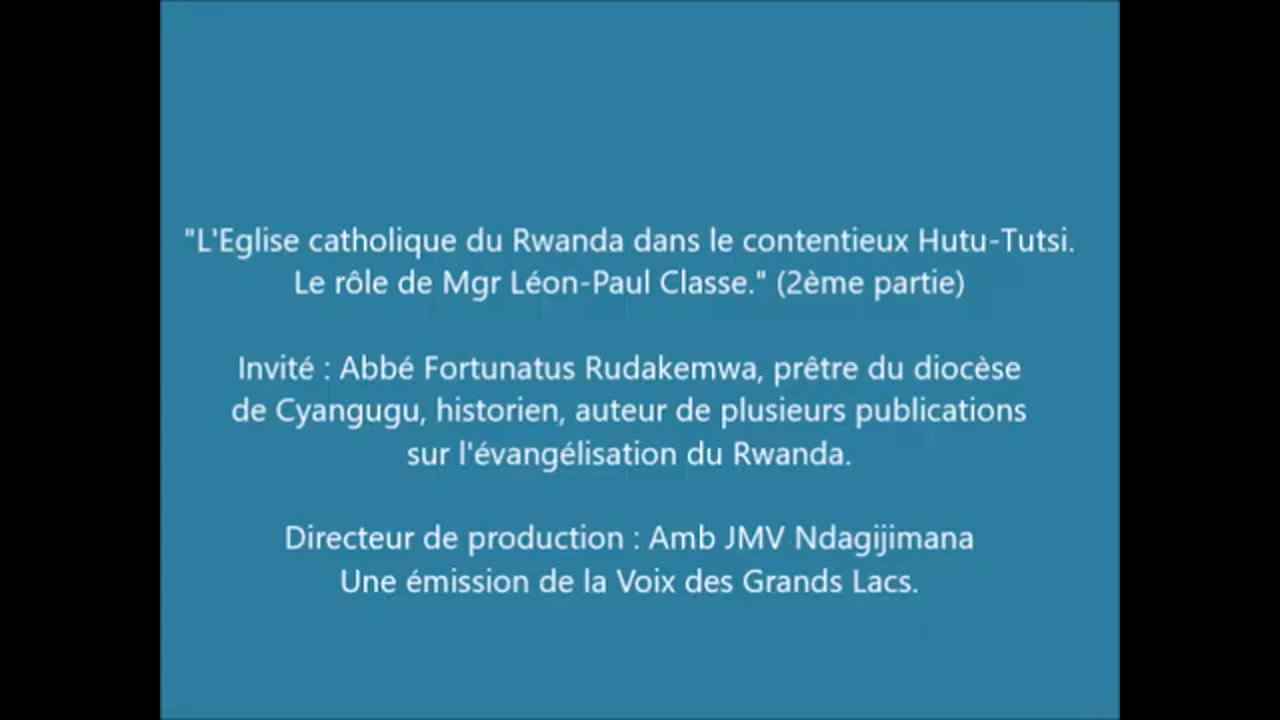 "L'Eglise catholique du Rwanda dans le contentieux Hutu-Tutsi.
Le rôle de Mgr Léon-Paul Classe." (2ème partie)
Invité : Abbé Fortunatus Rudakemwa, prêtre du diocèse
de Cyangugu, historien, auteur de plusieurs publications
sur l'évangélisation du Rwanda.
Directeur de production : Amb JMV Ndagijimana
Une émission de la Voix des Grands Lacs.